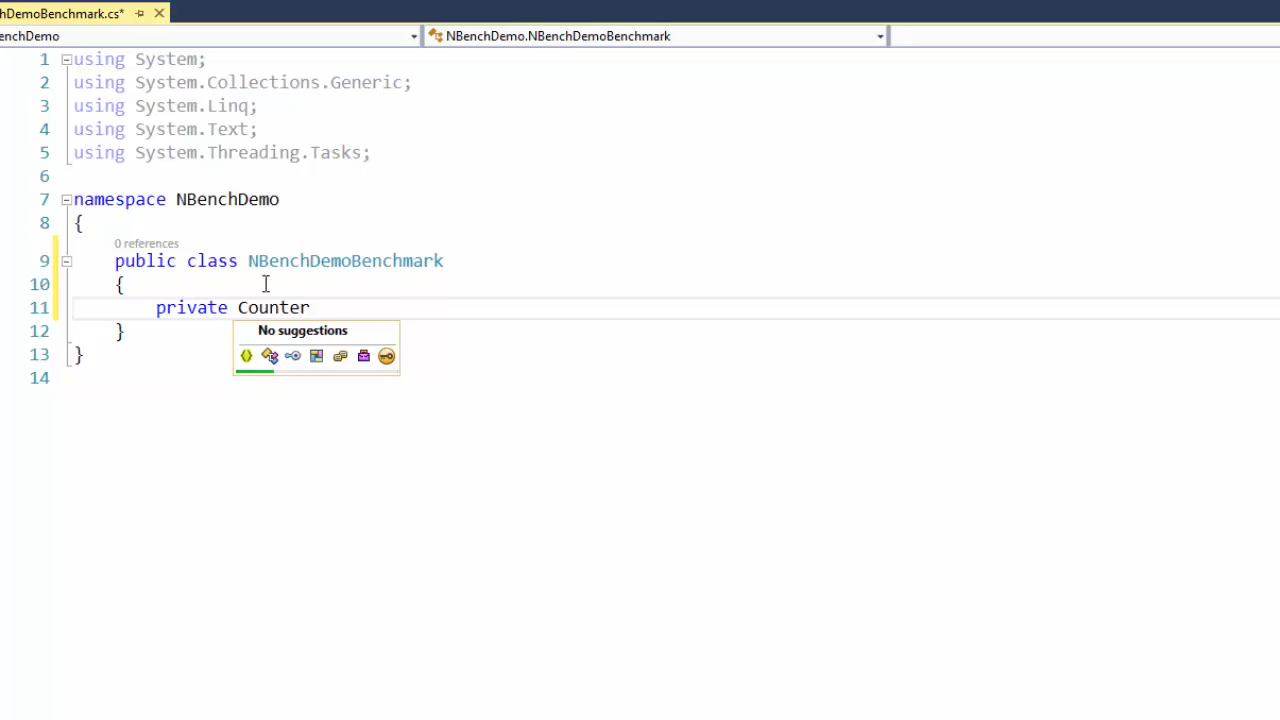 hDemoBenchmark.cs*
enchDemo
NBenchDemo.NBenchDemoBenchmark
1 using System;
2 using System.Collections.Generic;
3 using System.Linq;
4 using System.Text;
5 using System.Threading.Tasks;
6
7 namespace NBenchDemo
8 {
0 references
9 public class NBenchDemoBenchmark
10 {
11 private Counter
No suggestions
12 }
13 }
14